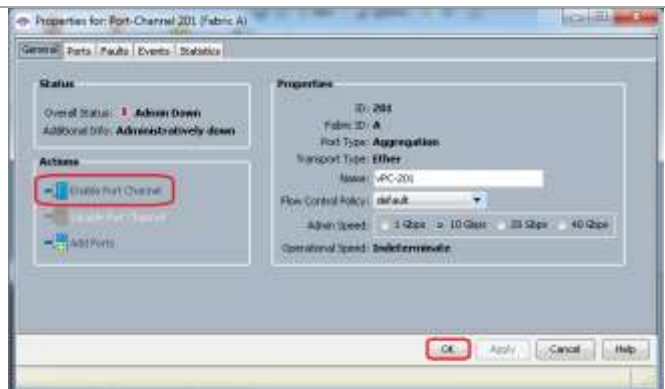 Properties for: Port-Channel 201 (Fabric A)
General Ports Faults Events Statistics
Status
Overall Status: Admin Down
Additional Info: Administratively down
Actions
Enable Port Channel
Disable Port Channel
Add Ports
Properties
ID: 201
Fabric ID: A
Port Type: Aggregation
Transport Type: Ether
Name: vPC-201
Flow Control Policy: default
Admin Speed: 1 Gbps 10 Gbps 20 Gbps 40 Gbps
Operational Speed: Indeterminate
OK Apply Cancel Help